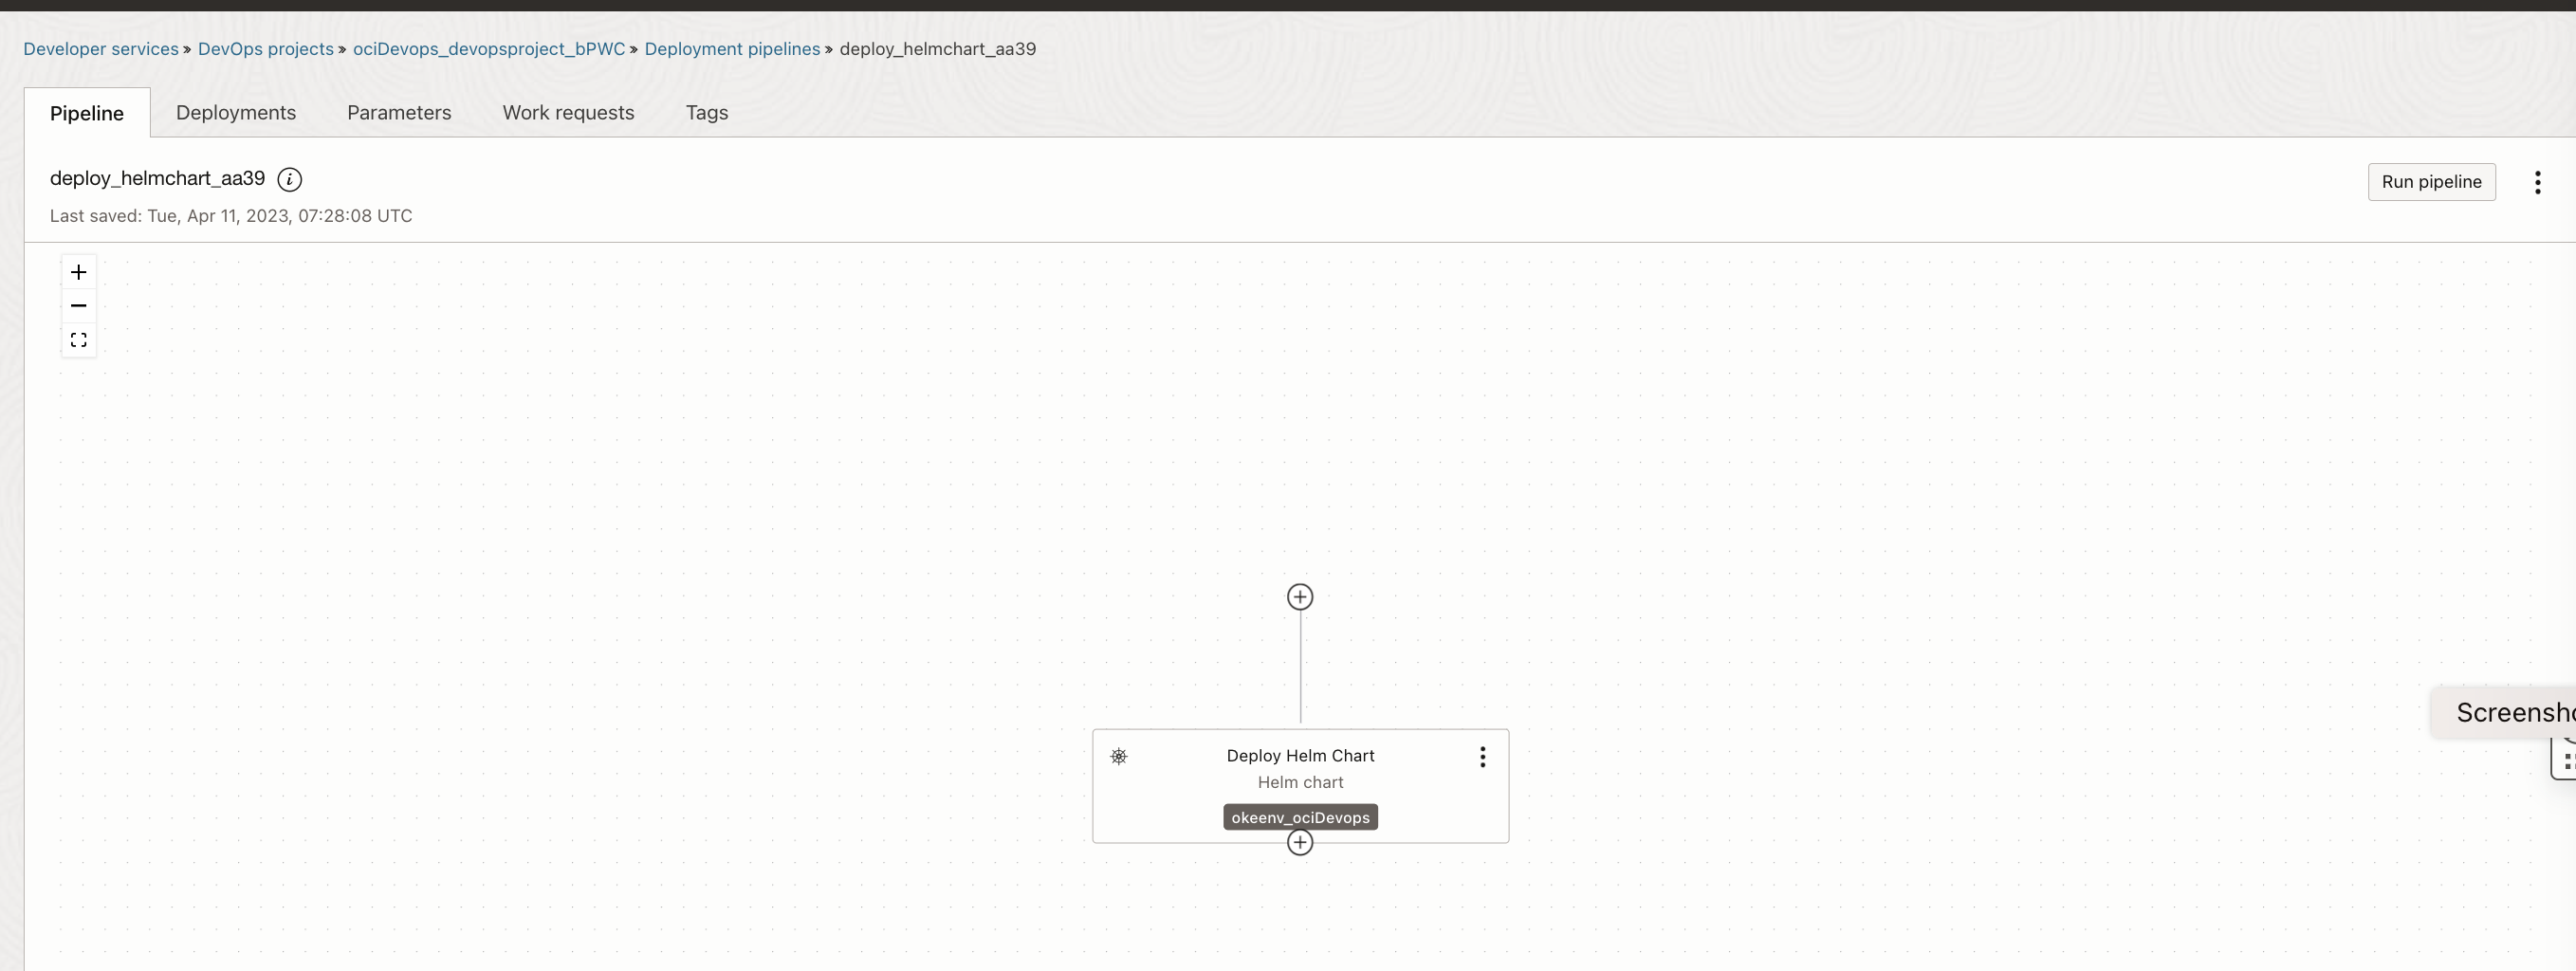 Developer services » DevOps projects » ociDevops_devopsproject_bPWC » Deployment pipelines » deploy_helmchart_aa39
Pipeline Deployments Parameters Work requests Tags
deploy_helmchart_aa39
Run pipeline
Last saved: Tue, Apr 11, 2023, 07:28:08 UTC
Deploy Helm Chart
Helm chart
okeenv_ociDevops